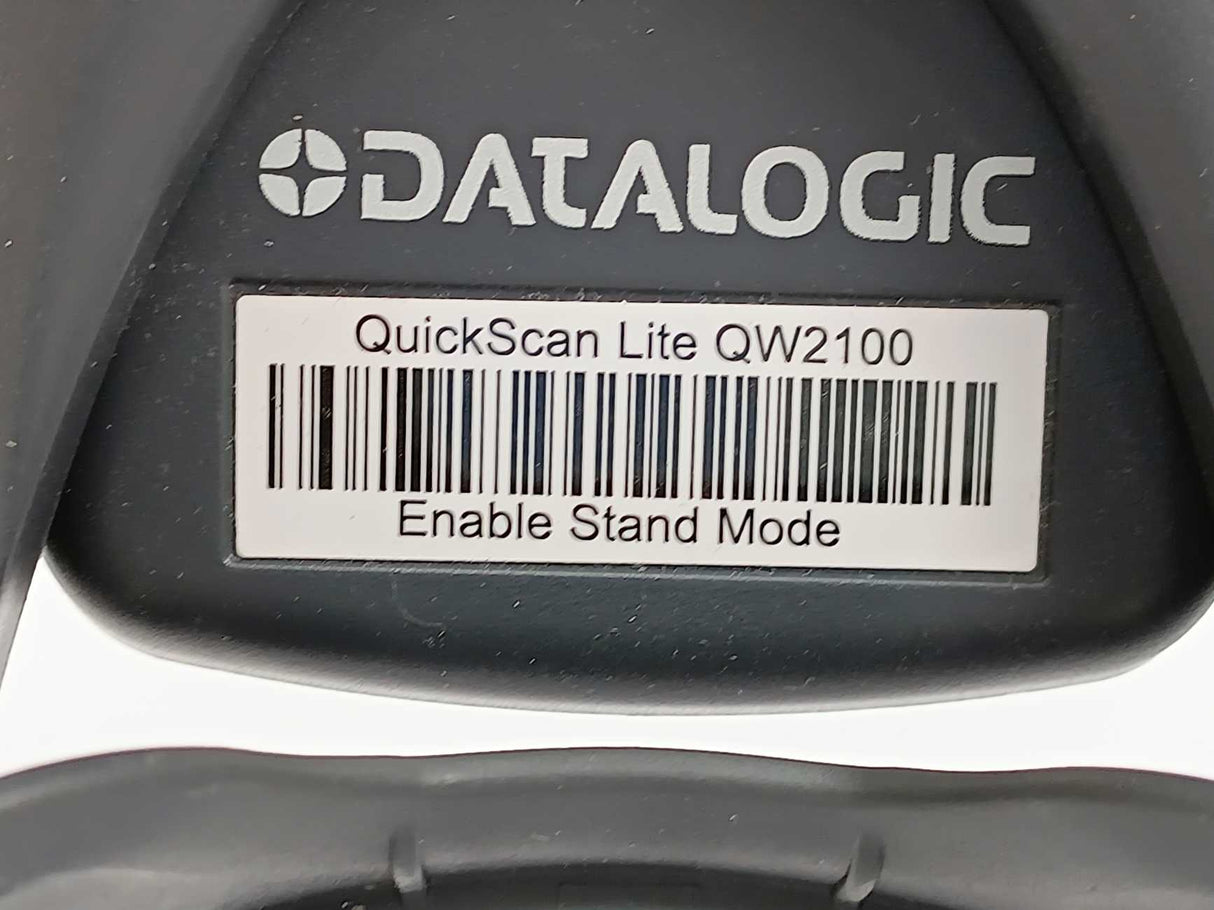 DATALOGIC
QuickScan Lite QW2100
Enable Stand Mode